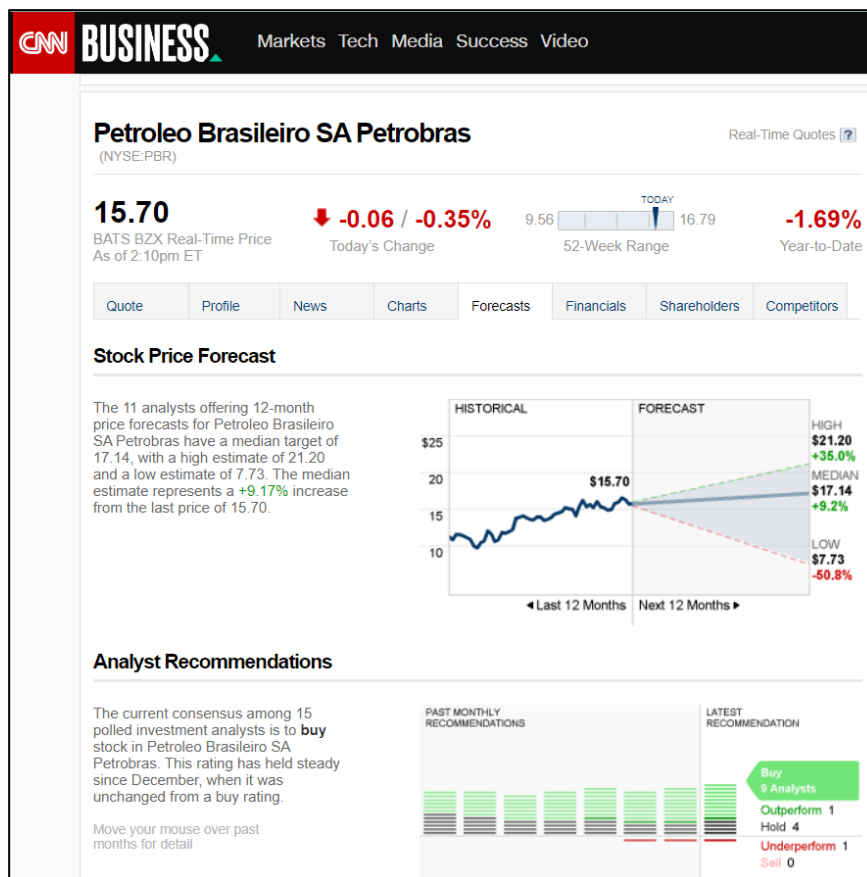 CNN BUSINESS Markets Tech Media Success Video
Petroleo Brasileiro SA Petrobras
Real-Time Quotes ?
(NYSE:PBR)
15.70
BATS BZX Real-Time Price
As of 2:10pm ET
-0.06 / -0.35%
Today's Change
TODAY
9.56 16.79
52-Week Range
-1.69%
Year-to-Date
Quote Profile News Charts Forecasts Financials Shareholders Competitors
Stock Price Forecast
The 11 analysts offering 12-month
price forecasts for Petroleo Brasileiro
SA Petrobras have a median target of
17.14, with a high estimate of 21.20
and a low estimate of 7.73. The median
estimate represents a +9.17% increase
from the last price of 15.70.
HISTORICAL FORECAST
$25
20
15
10
$15.70
HIGH
$21.20
+35.0%
MEDIAN
$17.14
+9.2%
LOW
$7.73
-50.8%
Last 12 Months Next 12 Months
Analyst Recommendations
The current consensus among 15
polled investment analysts is to buy
stock in Petroleo Brasileiro SA
Petrobras. This rating has held steady
since December, when it was
unchanged from a buy rating.
Move your mouse over past
months for detail
PAST MONTHLY
RECOMMENDATIONS
LATEST
RECOMMENDATION
Buy
9 Analysts
Outperform 1
Hold 4
Underperform 1
Sell 0